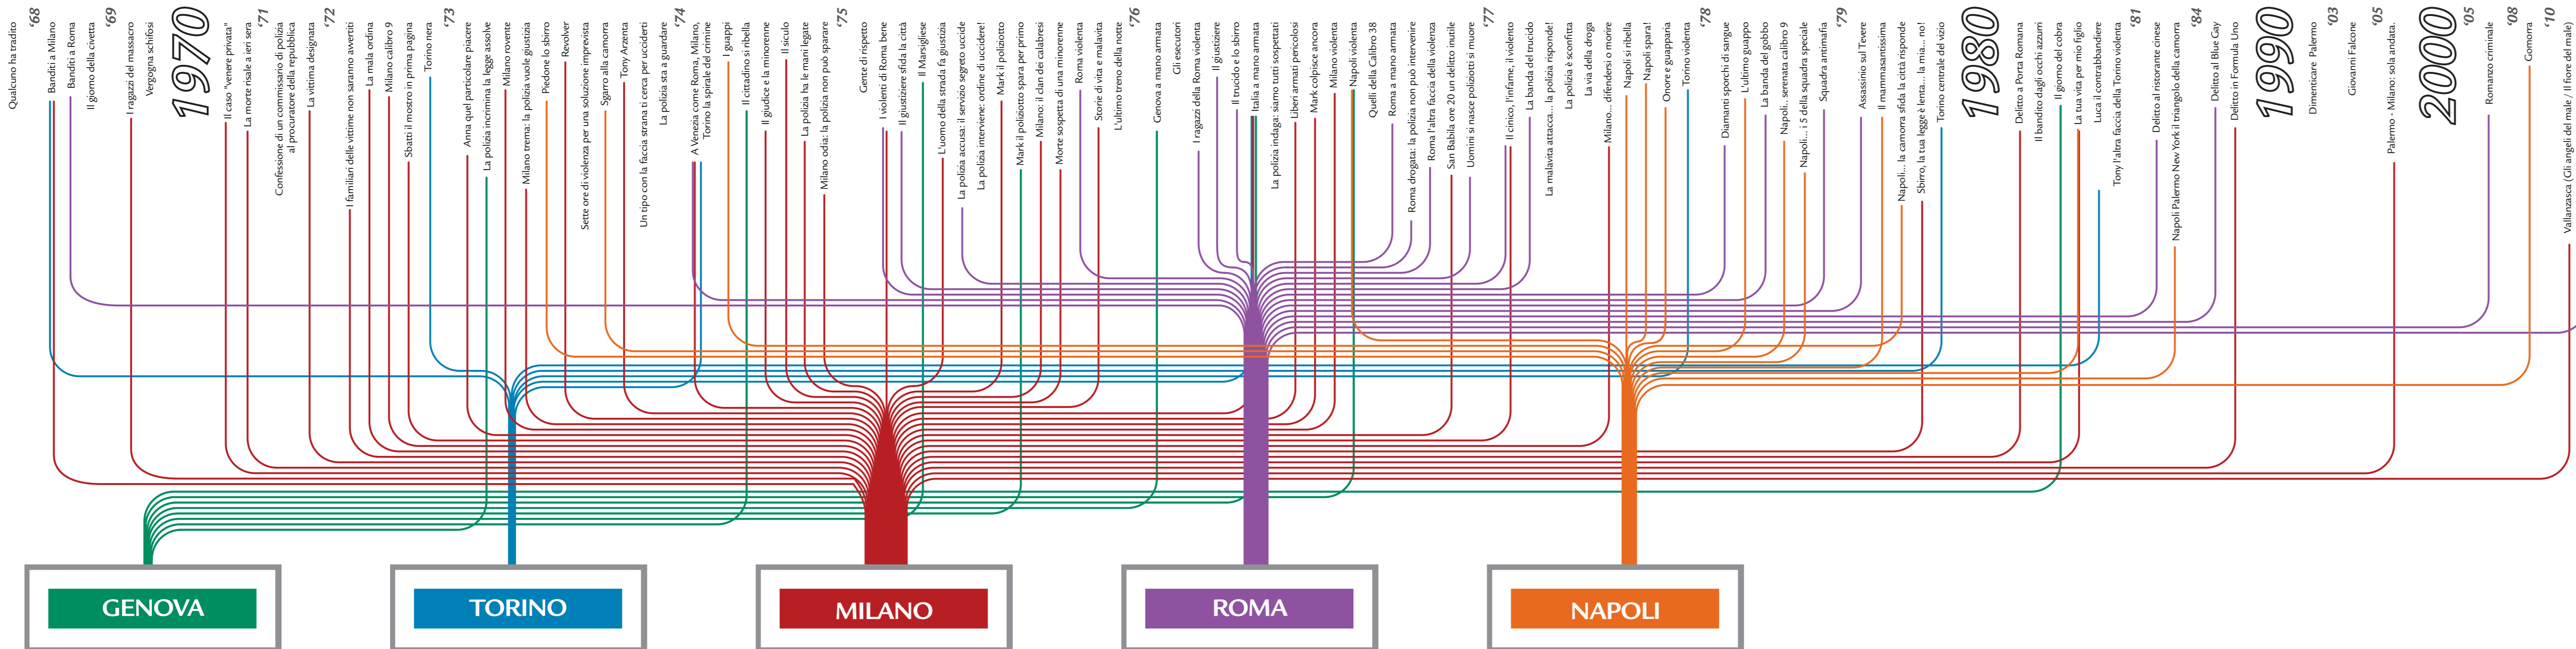 Qualcuno ha tradito
‘68
Banditi a Milano
Banditi a Roma
Il giorno della civetta
‘69
I ragazzi del massacro
Vergogna schifosi
1970
Il caso "venere privata"
La morte risale a ieri sera
‘71
Confessione di un commissario di polizia
al procuratore della repubblica
La vittima designata
‘72
I familiari delle vittime non saranno avvertiti
La mala ordina
Milano calibro 9
Sbatti il mostro in prima pagina
Torino nera
‘73
Anna quel particolare piacere
La polizia incrimina la legge assolve
Milano rovente
Milano trema: la polizia vuole giustizia
Piedone lo sbirro
Revolver
Sette ore di violenza per una soluzione imprevista
Sgarro alla camorra
Tony Arzenta
Un tipo con la faccia strana ti cerca per ucciderti
La polizia sta a guardare
‘74
A Venezia come Roma, Milano,
Torino la spirale del crimine
I guappi
Il cittadino si ribella
Il giudice e la minorenne
Il siculo
La polizia ha le mani legate
Milano odia: la polizia non può sparare
‘75
Gente di rispetto
I violenti di Roma bene
Il giustiziere sfida la città
Il Marsigliese
L'uomo della strada fa giustizia
La polizia accusa: il servizio segreto uccide
La polizia interviene: ordine di uccidere!
Mark il poliziotto
Mark il poliziotto spara per primo
Milano: il clan dei calabresi
Morte sospetta di una minorenne
Roma violenta
Storie di vita e malavita
L'ultimo treno della notte
‘76
Genova a mano armata
Gli esecutori
I ragazzi della Roma violenta
Il giustiziere
Il trucido e lo sbirro
Italia a mano armata
La polizia indaga: siamo tutti sospettati
Liberi armati pericolosi
Mark colpisce ancora
Milano violenta
Napoli violenta
Quelli della Calibro 38
Roma a mano armata
Roma drogata: la polizia non può intervenire
Roma l'altra faccia della violenza
San Babila ore 20 un delitto inutile
Uomini si nasce poliziotti si muore
‘77
Il cinico, l'infame, il violento
La banda del trucido
La malavita attacca... la polizia risponde!
La polizia è sconfitta
La via della droga
Milano... difendersi o morire
Napoli si ribella
Napoli spara!
Onore e guapparia
Torino violenta
‘78
Diamanti sporchi di sangue
L'ultimo guappo
La banda del gobbo
Napoli.. serenata calibro 9
Napoli... i 5 della squadra speciale
Squadra antimafia
‘79
Assassinio sul Tevere
Il mammasantissima
Napoli... la camorra sfida la città risponde
Sbirro, la tua legge è lenta... la mia... no!
Torino centrale del vizio
1980
Delitto a Porta Romana
Il bandito dagli occhi azzurri
Il giorno del cobra
La tua vita per mio figlio
Luca il contrabbandiere
Tony l'altra faccia della Torino violenta
‘81
Delitto al ristorante cinese
Napoli Palermo New York il triangolo della camorra
‘84
Delitto al Blue Gay
Delitto in Formula Uno
1990
Dimenticare Palermo
‘03
Giovanni Falcone
‘05
Palermo - Milano: sola andata.
2000
‘05
Romanzo criminale
‘08
Gomorra
‘10
Vallanzasca (Gli angeli del male / Il fiore del male)
GENOVA
TORINO
MILANO
ROMA
NAPOLI